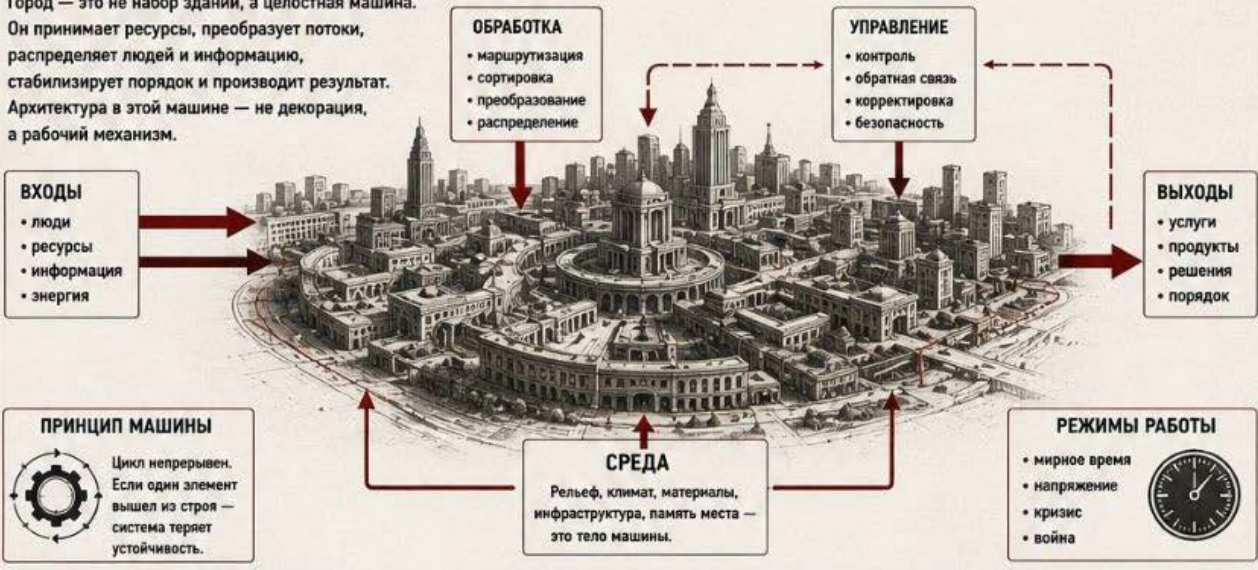 Город — это не набор зданий, а целостная машина.
Он принимает ресурсы, преобразует потоки,
распределяет людей и информацию,
стабилизирует порядок и производит результат.
Архитектура в этой машине — не декорация,
а рабочий механизм.
ОБРАБОТКА
• маршрутизация
• сортировка
• преобразование
• распределение
УПРАВЛЕНИЕ
• контроль
• обратная связь
• корректировка
• безопасность
ВХОДЫ
• люди
• ресурсы
• информация
• энергия
ВЫХОДЫ
• услуги
• продукты
• решения
• порядок
ПРИНЦИП МАШИНЫ
Цикл непрерывен.
Если один элемент
вышел из строя —
система теряет
устойчивость.
СРЕДА
Рельеф, климат, материалы,
инфраструктура, память места —
это тело машины.
РЕЖИМЫ РАБОТЫ
• мирное время
• напряжение
• кризис
• война